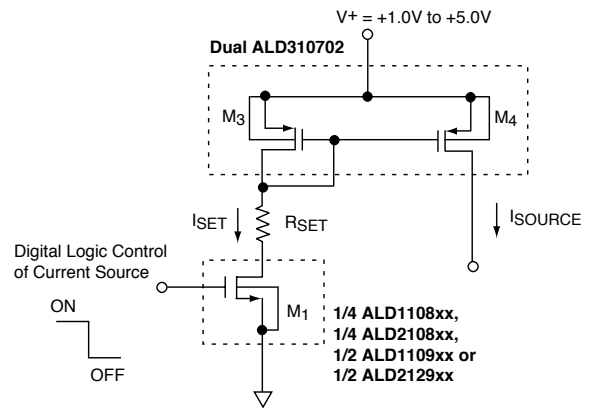 V+ = +1.0V to +5.0V
Dual ALD310702
M3
M4
ISET
RSET
ISOURCE
Digital Logic Control
of Current Source
ON
OFF
M1
1/4 ALD1108xx,
1/4 ALD2108xx,
1/2 ALD1109xx or
1/2 ALD2129xx